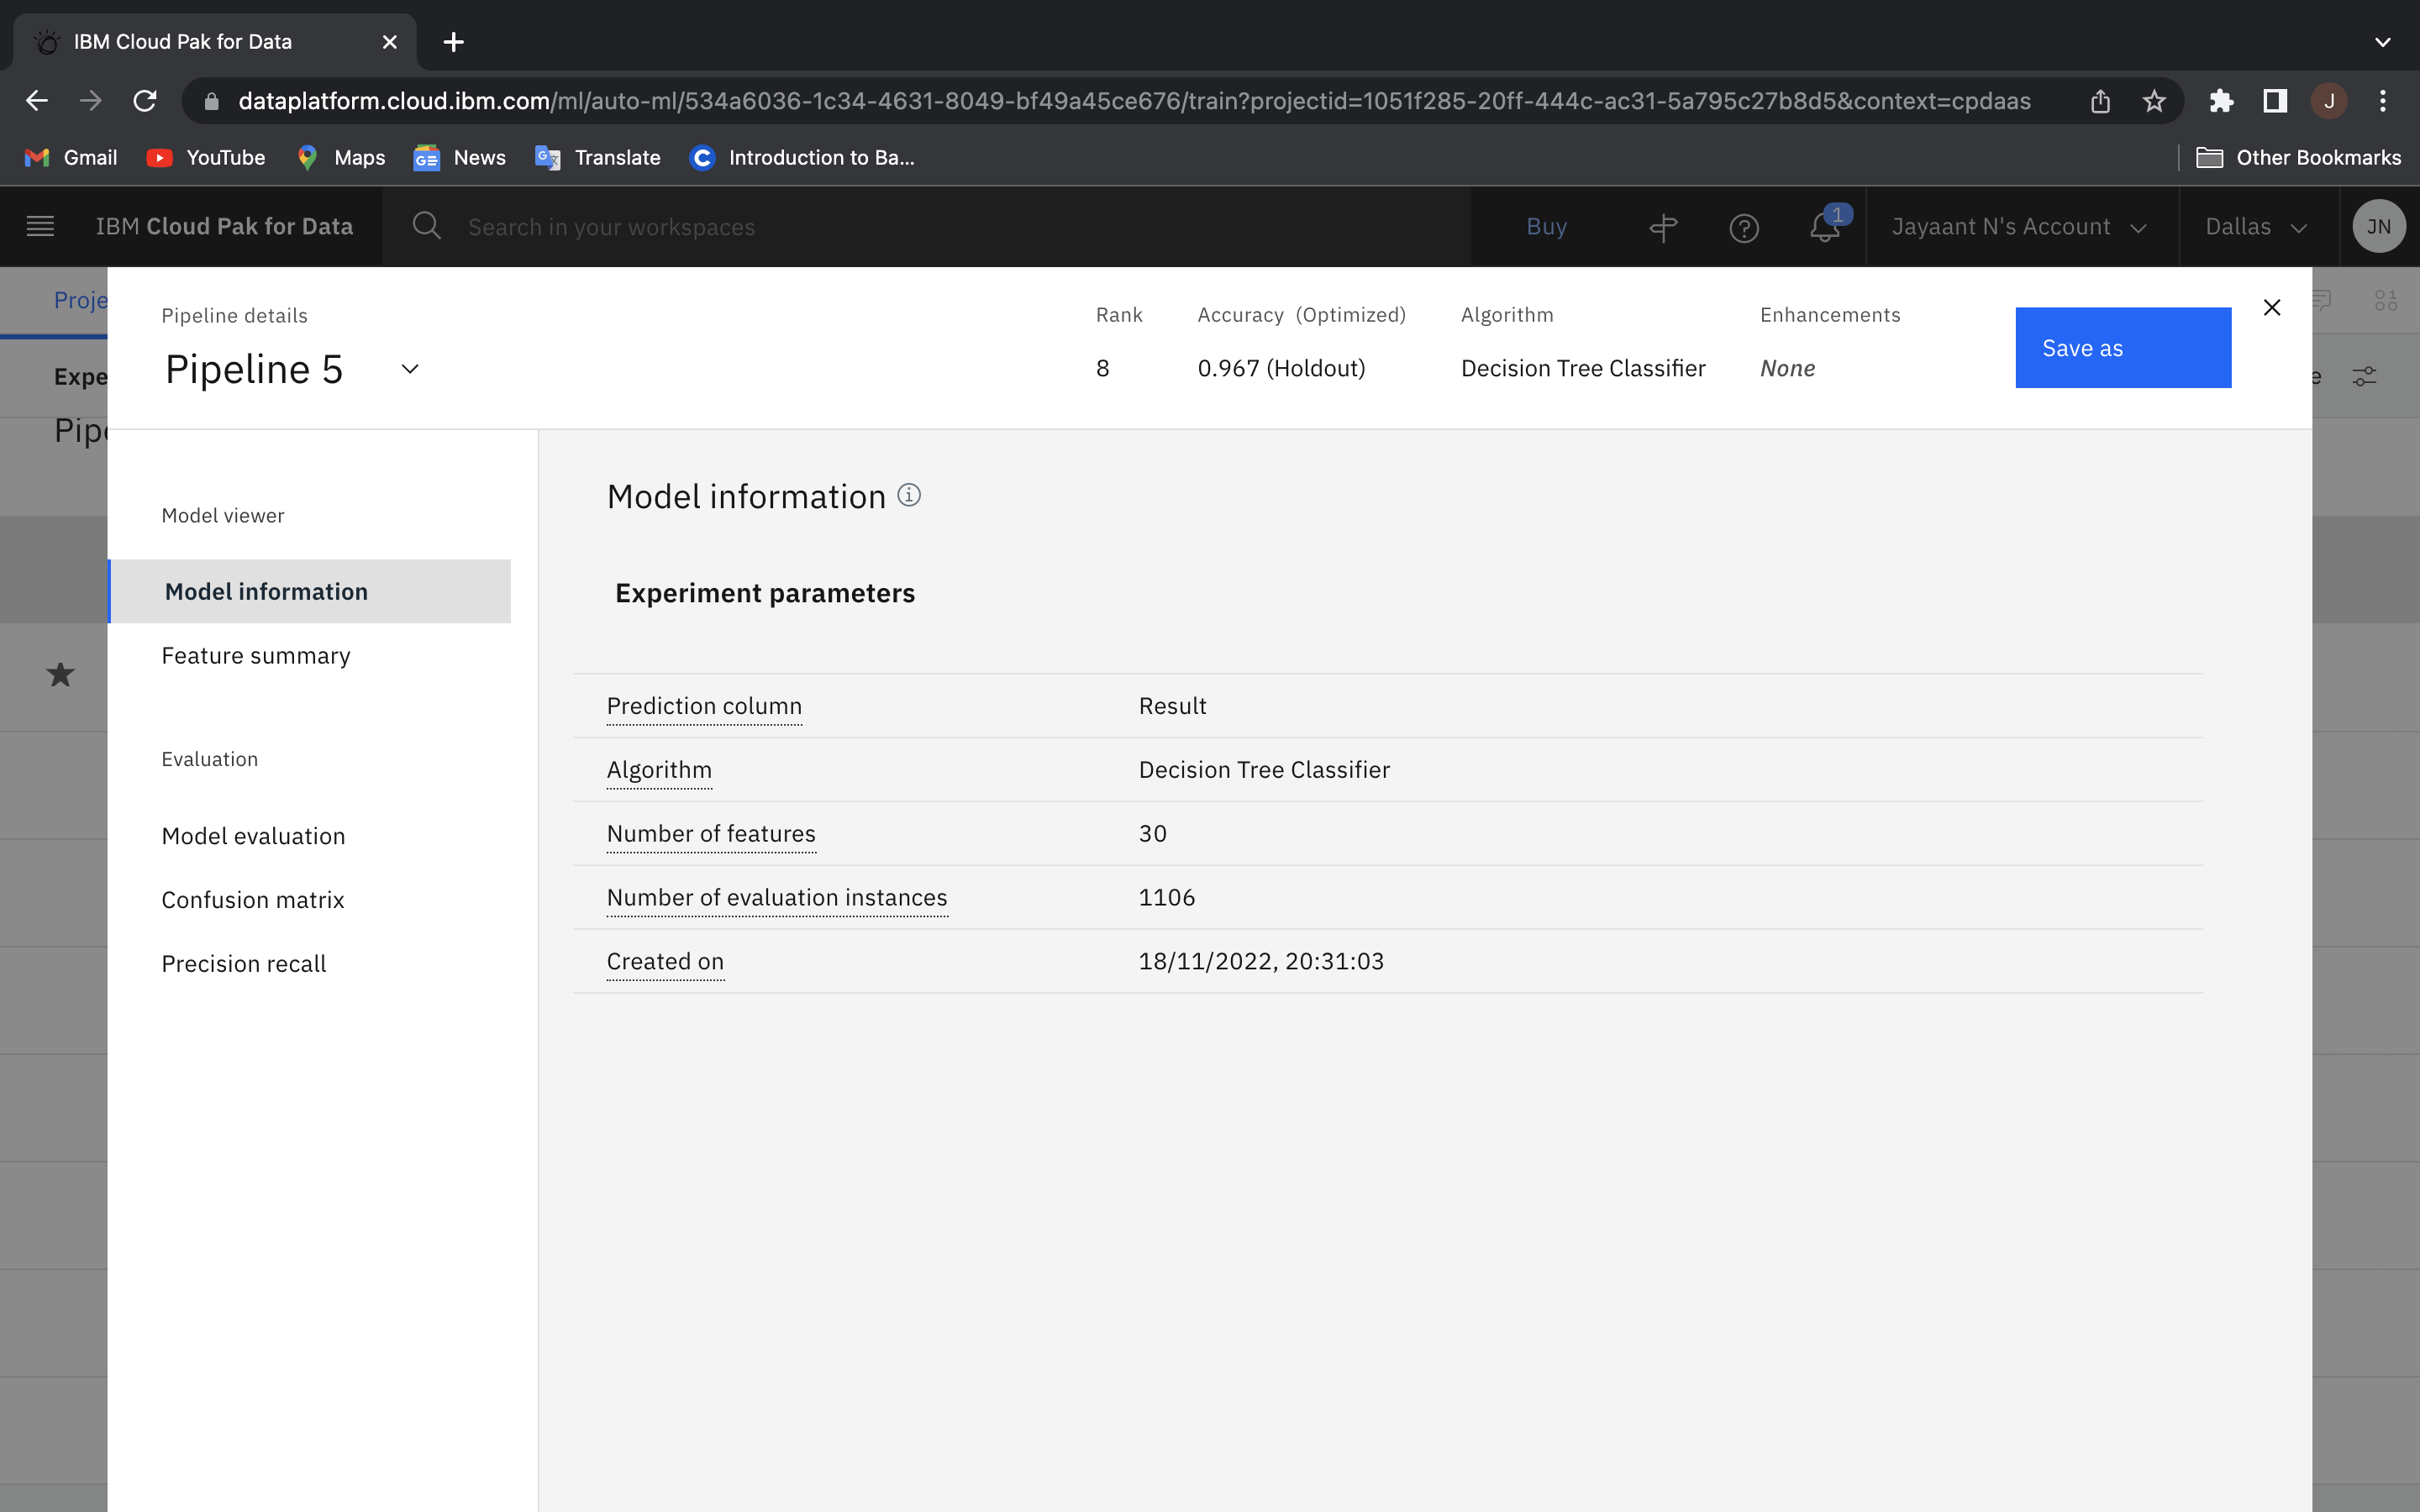 IBM Cloud Pak for Data
dataplatform.cloud.ibm.com/ml/auto-ml/534a6036-1c34-4631-8049-bf49a45ce676/train?projectid=1051f285-20ff-444c-ac31-5a795c27b8d5&context=cpdaas
J
Gmail YouTube Maps News Translate Introduction to Ba... Other Bookmarks
IBM Cloud Pak for Data Search in your workspaces Buy 1 Jayaant N's Account Dallas JN
Proje
Pipeline details Rank Accuracy (Optimized) Algorithm Enhancements
Save as
Expe Pipeline 5 8 0.967 (Holdout) Decision Tree Classifier None e
Pipe
Model information
Model viewer
Model information
Experiment parameters
Feature summary
Prediction column Result
Evaluation
Algorithm Decision Tree Classifier
Model evaluation
Number of features 30
Confusion matrix
Number of evaluation instances 1106
Precision recall
Created on 18/11/2022, 20:31:03